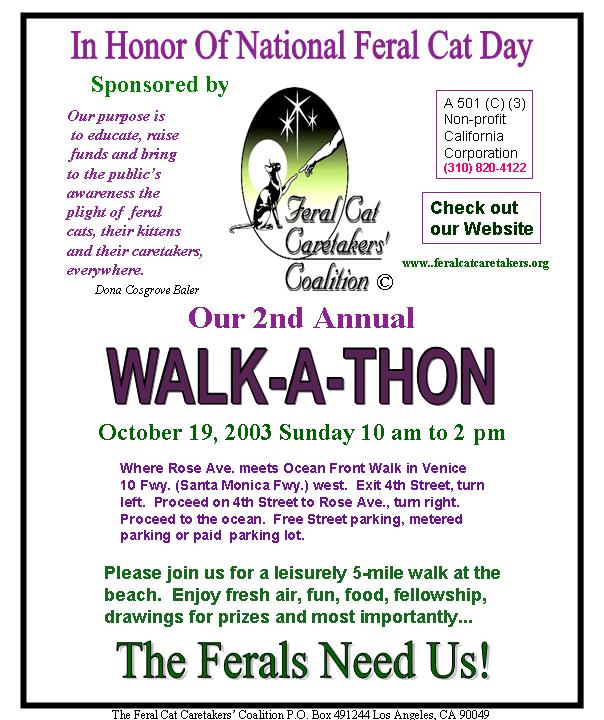 In Honor Of National Feral Cat Day
Sponsored by
Our purpose is
to educate, raise
funds and bring
to the public's
awareness the
plight of feral
cats, their kittens
and their caretakers,
everywhere.
Dona Cosgrove Baler
Feral Cat
Caretakers'
Coalition ©
A 501 (C) (3)
Non-profit
California
Corporation
(310) 820-4122
Check out
our Website
www..feralcatcaretakers.org
Our 2nd Annual
WALK-A-THON
October 19, 2003 Sunday 10 am to 2 pm
Where Rose Ave. meets Ocean Front Walk in Venice
10 Fwy. (Santa Monica Fwy.) west. Exit 4th Street, turn
left. Proceed on 4th Street to Rose Ave., turn right.
Proceed to the ocean. Free Street parking, metered
parking or paid parking lot.
Please join us for a leisurely 5-mile walk at the
beach. Enjoy fresh air, fun, food, fellowship,
drawings for prizes and most importantly...
The Ferals Need Us!
The Feral Cat Caretakers' Coalition P.O. Box 491244 Los Angeles, CA 90049